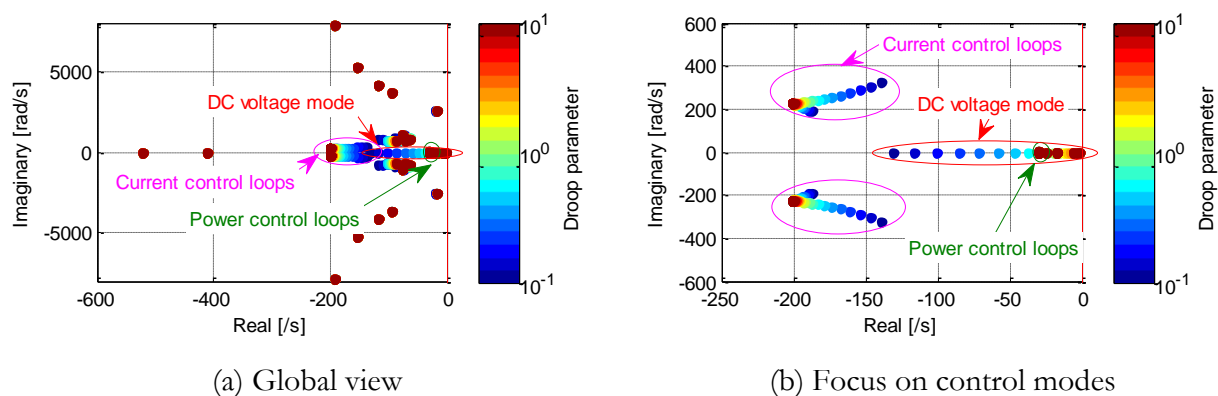 5000
0
-5000
-600
-400
-200
0
Imaginary [rad/s]
Real [/s]
DC voltage mode
Current control loops
Power control loops
10^1
10^0
10^-1
Droop parameter
(a) Global view
600
400
200
0
-200
-400
-600
-250
-200
-150
-100
-50
0
Imaginary [rad/s]
Real [/s]
Current control loops
DC voltage mode
Power control loops
10^1
10^0
10^-1
Droop parameter
(b) Focus on control modes